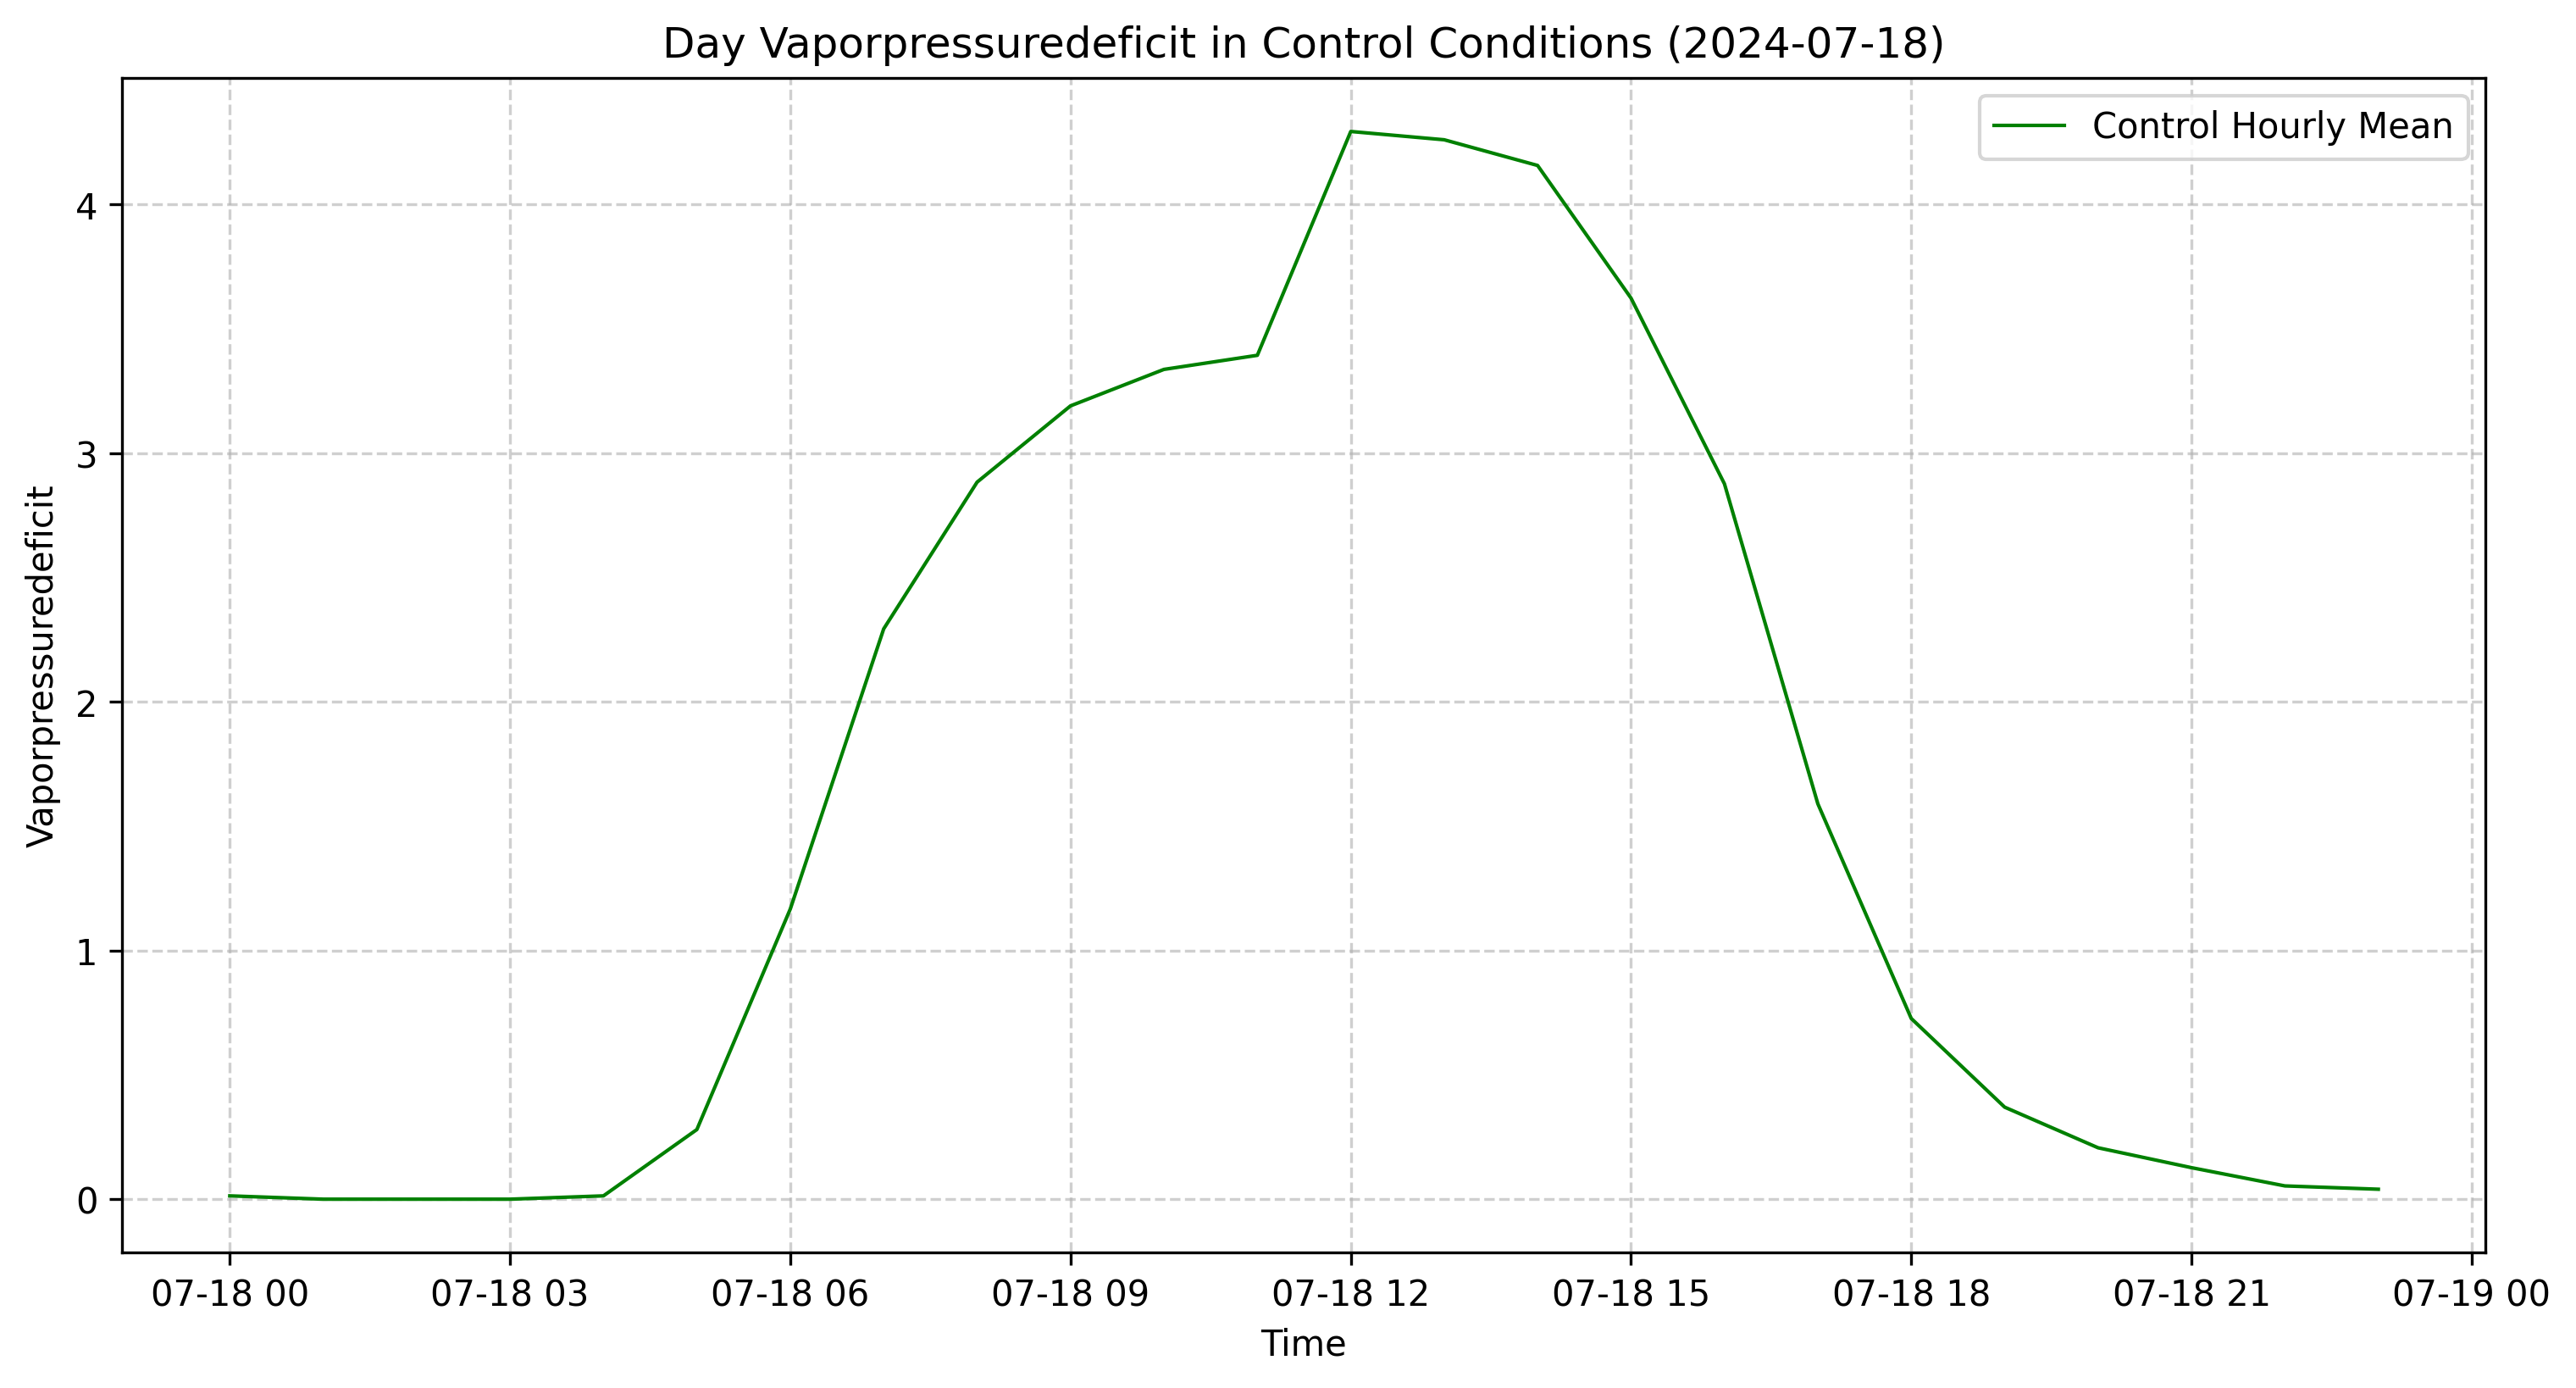 Day Vaporpressuredeficit in Control Conditions (2024-07-18)
Control Hourly Mean
Vaporpressuredeficit
4
3
2
1
0
07-18 00 07-18 03 07-18 06 07-18 09 07-18 12 07-18 15 07-18 18 07-18 21 07-19 00
Time